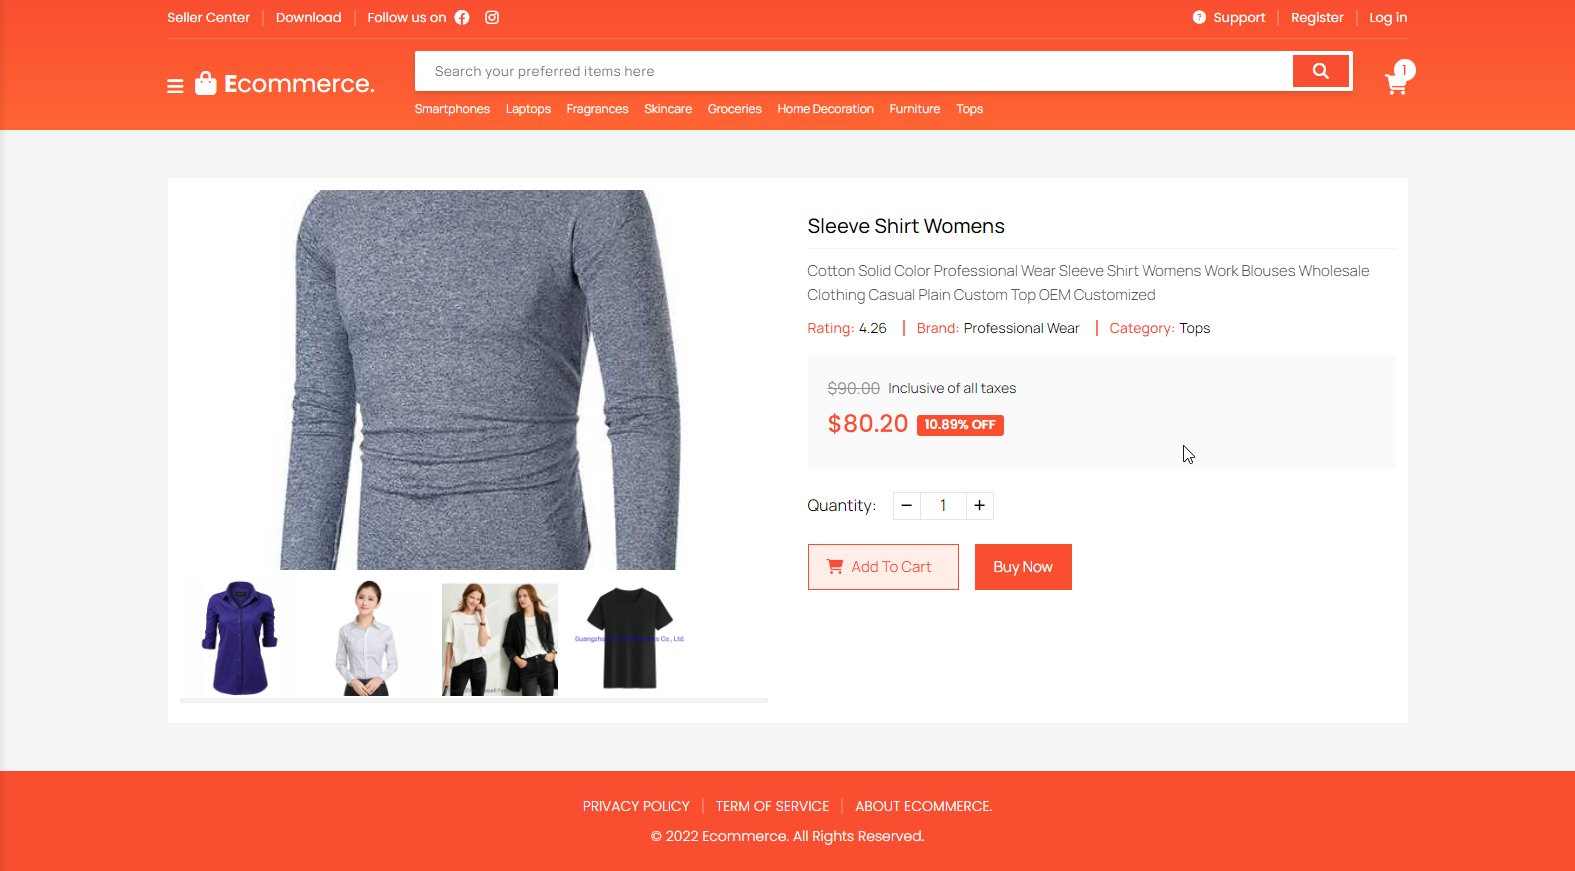 Seller Center
Download
Follow us on
Support
Register
Log in
Ecommerce.
Search your preferred items here
1
Smartphones Laptops Fragrances Skincare Groceries Home Decoration Furniture Tops
Sleeve Shirt Womens
Cotton Solid Color Professional Wear Sleeve Shirt Womens Work Blouses Wholesale
Clothing Casual Plain Custom Top OEM Customized
Rating: 4.26
Brand: Professional Wear
Category: Tops
$90.00 Inclusive of all taxes
$80.20 10.89% OFF
Quantity: − 1 +
Add To Cart
Buy Now
Co., Ltd.
PRIVACY POLICY
TERM OF SERVICE
ABOUT ECOMMERCE.
© 2022 Ecommerce. All Rights Reserved.